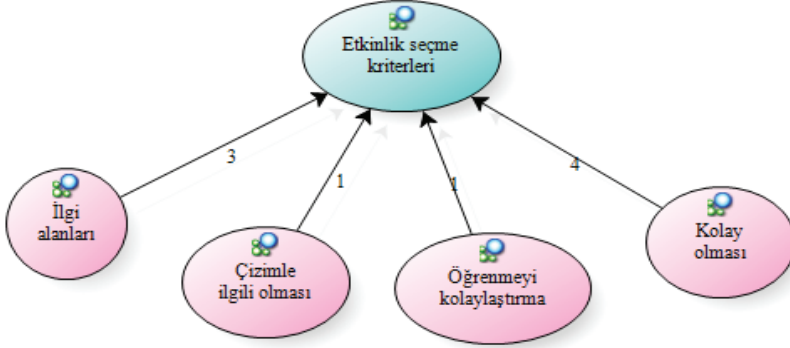 Etkinlik seçme
kriterleri
3
1
1
4
İlgi
alanları
Çizimle
ilgili olması
Öğrenmeyi
kolaylaştırma
Kolay
olması